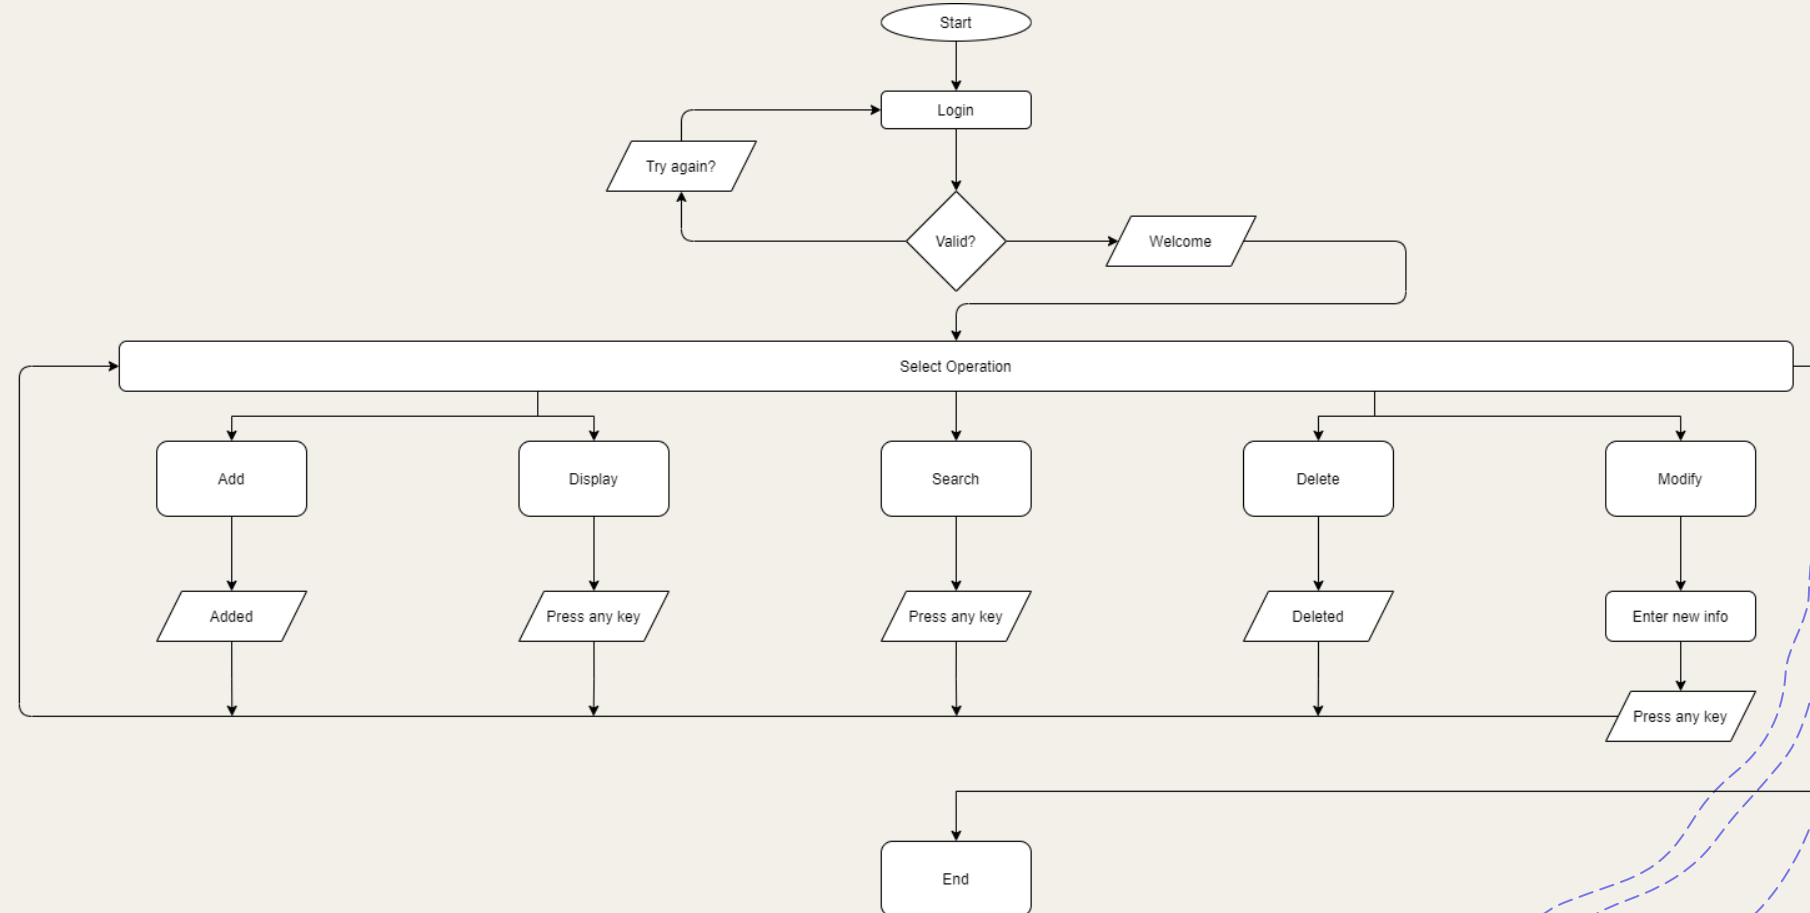 Start
Login
Try again?
Valid?
Welcome
Select Operation
Add
Display
Search
Delete
Modify
Added
Press any key
Press any key
Deleted
Enter new info
Press any key
End